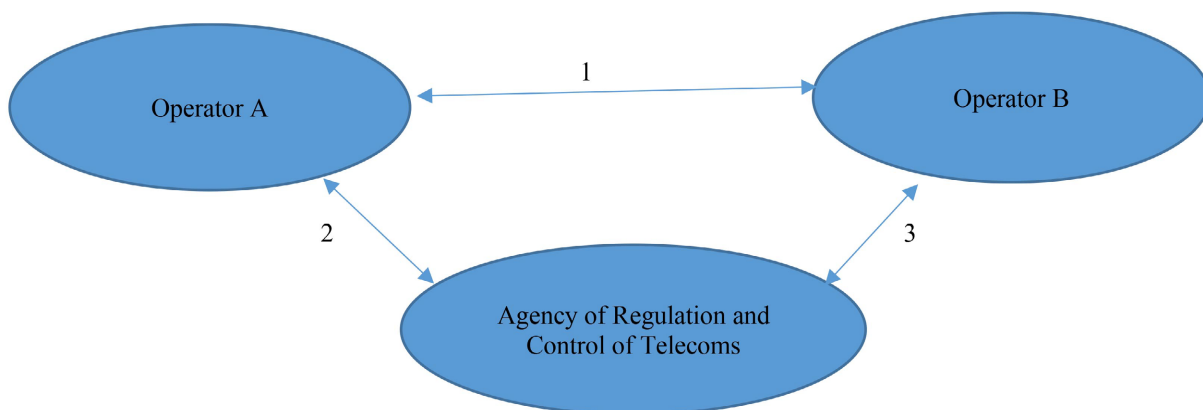 1
Operator A
Operator B
2
3
Agency of Regulation and
Control of Telecoms